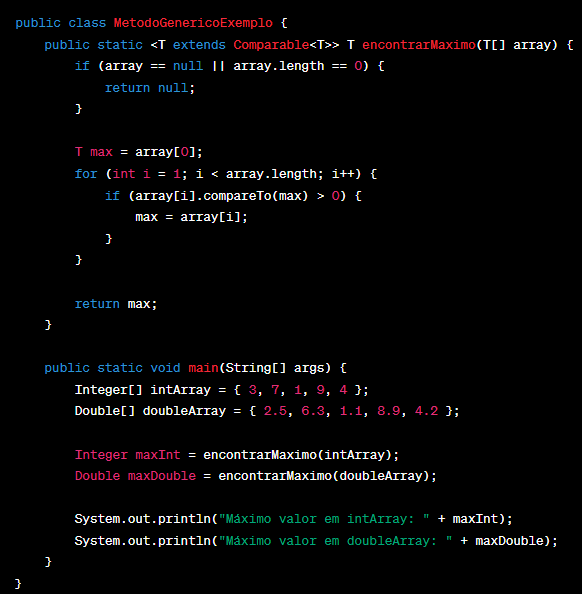 public class MetodoGenericoExemplo {
    public static <T extends Comparable<T>> T encontrarMaximo(T[] array) {
        if (array == null || array.length == 0) {
            return null;
        }

        T max = array[0];
        for (int i = 1; i < array.length; i++) {
            if (array[i].compareTo(max) > 0) {
                max = array[i];
            }
        }

        return max;
    }

    public static void main(String[] args) {
        Integer[] intArray = { 3, 7, 1, 9, 4 };
        Double[] doubleArray = { 2.5, 6.3, 1.1, 8.9, 4.2 };

        Integer maxInt = encontrarMaximo(intArray);
        Double maxDouble = encontrarMaximo(doubleArray);

        System.out.println("Máximo valor em intArray: " + maxInt);
        System.out.println("Máximo valor em doubleArray: " + maxDouble);
    }
}